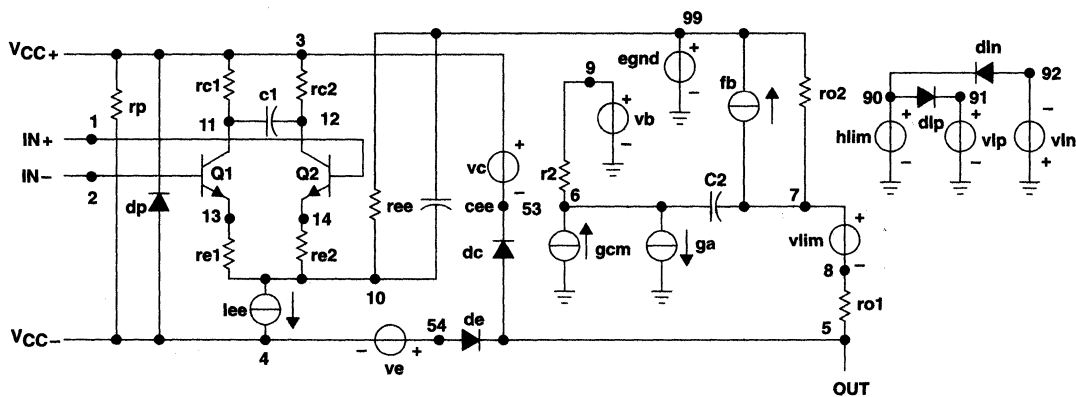 99
VCC+
3
dln
92
rc1
rc2
9
egnd
+
−
fb
rp
c1
+
ro2
90
91
−
1
11
12
vb
−
hlim
+
−
dlp
vlp
+
−
vln
+
IN+
Q1
Q2
vc
+
−
r2
C2
IN−
2
ree
cee
53
6
7
dp
13
14
+
re1
re2
dc
gcm
ga
vlim
8
−
10
Iee
ro1
54
de
5
VCC−
4
−
+
ve
OUT